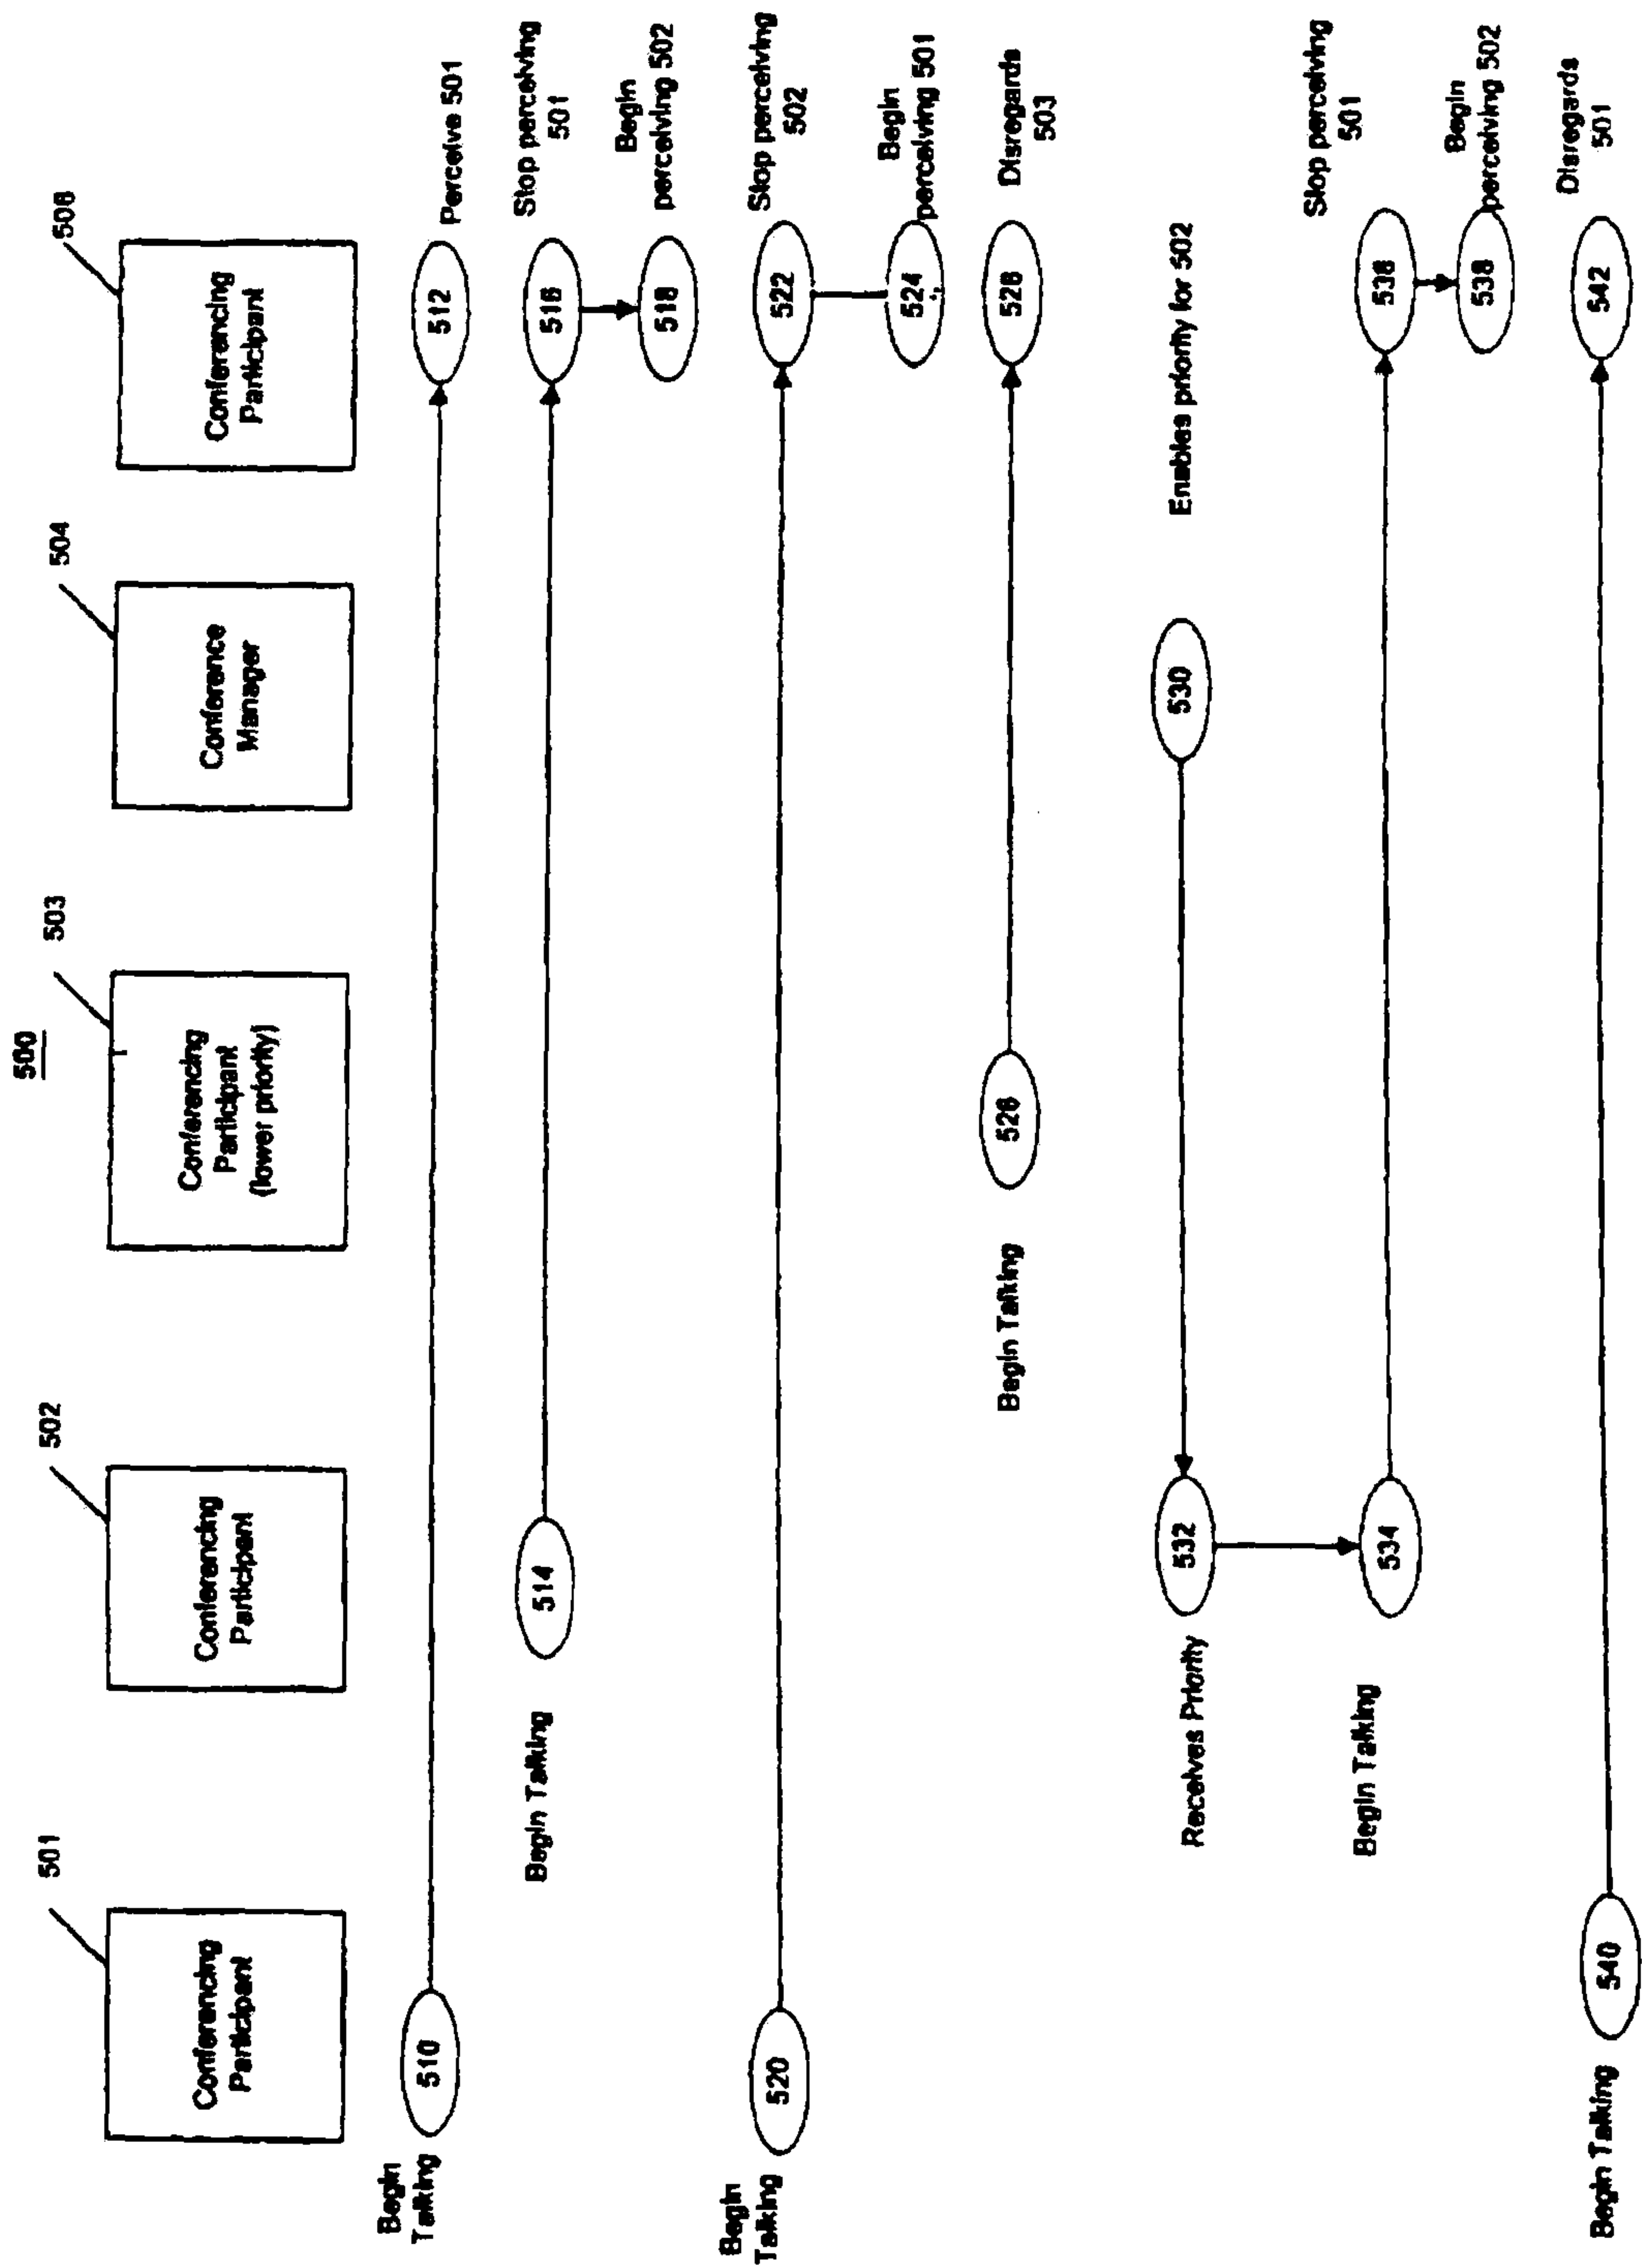 500
501
502
503
504
506
Conferencing
Participant
Conferencing
Participant
Conferencing
Participant
(lower priority)
Conference
Manager
Conferencing
Participant
Begin
Talking
510
512
Perceive 501
Begin Talking
514
516
Stop perceiving
501
518
Begin
perceiving 502
Begin
Talking
520
522
Stop perceiving
502
524
Begin
perceiving 501
Begin Talking
526
528
Disregards
503
530
Enables priority for 502
Receives Priority
532
Begin Talking
534
536
Stop perceiving
501
538
Begin
perceiving 502
Begin Talking
540
542
Disregards
501